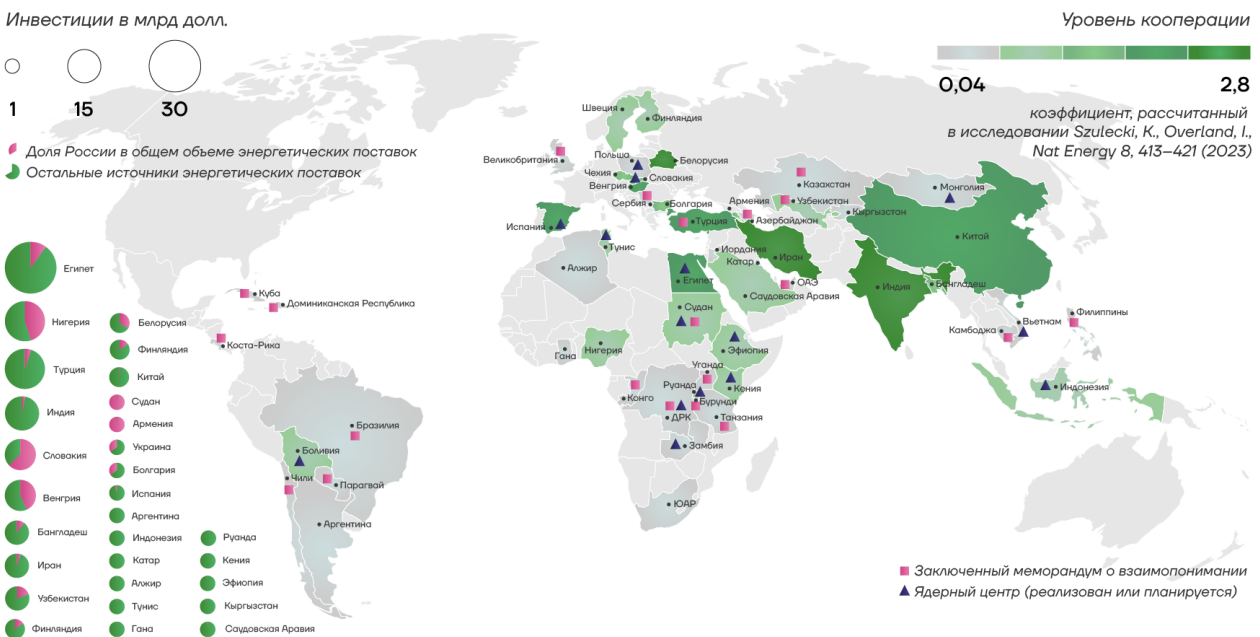 Инвестиции в млрд долл.
1
15
30
Доля России в общем объеме энергетических поставок
Остальные источники энергетических поставок
Уровень кооперации
0,04
2,8
коэффициент, рассчитанный
в исследовании Szulecki, K., Overland, I.,
Nat Energy 8, 413–421 (2023)
Швеция
Финляндия
Великобритания
Польша
Белорусия
Чехия
Словакия
Венгрия
Сербия
Болгария
Испания
Тунис
Турция
Армения
Азербайджан
Казахстан
Узбекистан
Кыргызстан
Монголия
Китай
Иордания
Катар
Иран
ОАЭ
Саудовская Аравия
Индия
Бангладеш
Алжир
Египет
Судан
Гана
Нигерия
Эфиопия
Уганда
Руанда
Кения
Конго
Бурунди
ДРК
Танзания
Замбия
ЮАР
Вьетнам
Камбоджа
Филиппины
Индонезия
Куба
Доминиканская Республика
Коста-Рика
Бразилия
Боливия
Чили
Парагвай
Аргентина
Египет
Нигерия
Турция
Индия
Словакия
Венгрия
Бангладеш
Иран
Узбекистан
Финляндия
Белорусия
Финляндия
Китай
Судан
Армения
Украина
Болгария
Испания
Аргентина
Индонезия
Катар
Алжир
Тунис
Гана
Руанда
Кения
Эфиопия
Кыргызстан
Саудовская Аравия
Заключенный меморандум о взаимопонимании
Ядерный центр (реализован или планируется)